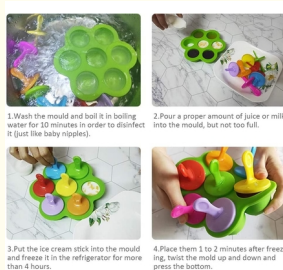 1.Wash the mould and boil it in boiling
water for 10 minutes in order to disinfect
it (just like baby nipples).
2.Pour a proper amount of juice or milk
into the mould, but not too full.
3.Put the ice cream stick into the mould
and freeze it in the refrigerator for more
than 4 hours.
4.Place them 1 to 2 minutes after freez
ing, twist the mold up and down and
press the bottom.